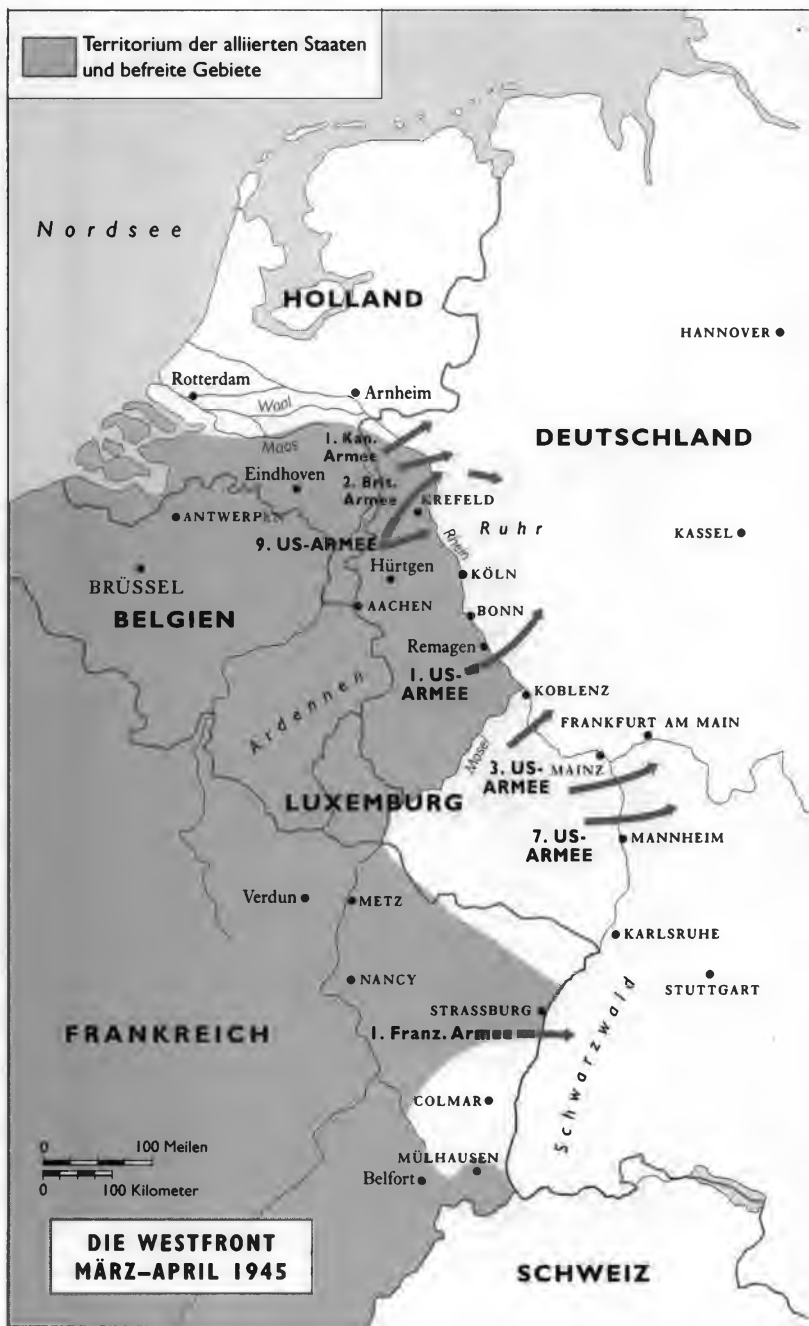 Territorium der alliierten Staaten
und befreite Gebiete
Nordsee
HOLLAND
HANNOVER
Rotterdam
Arnheim
Waal
DEUTSCHLAND
Maas
1. Kan.
Armee
Eindhoven
2. Brit.
Armee
KREFELD
ANTWERPEN
Ruhr
KASSEL
9. US-ARMEE
Rhein
BRÜSSEL
Hürtgen
KÖLN
BELGIEN
AACHEN
BONN
Remagen
1. US-
ARMEE
Ardennen
KOBLENZ
FRANKFURT AM MAIN
Mosel
3. US-
ARMEE
MAINZ
LUXEMBURG
7. US-
ARMEE
MANNHEIM
Verdun
METZ
KARLSRUHE
NANCY
STUTTGART
STRASSBURG
FRANKREICH
1. Franz. Armee
Schwarzwald
COLMAR
0 100 Meilen
0 100 Kilometer
MÜLHAUSEN
Belfort
DIE WESTFRONT
MÄRZ–APRIL 1945
SCHWEIZ